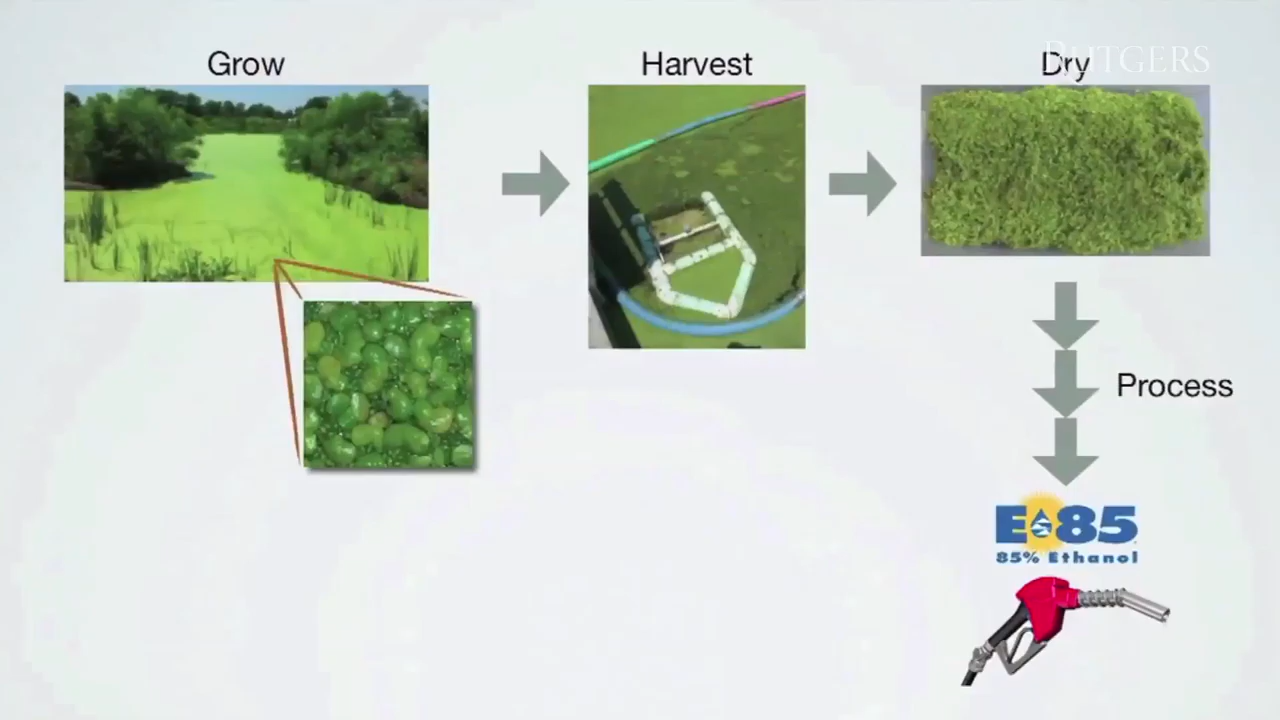 Grow
Harvest
Dry
RUTGERS
Process
E85
85% Ethanol